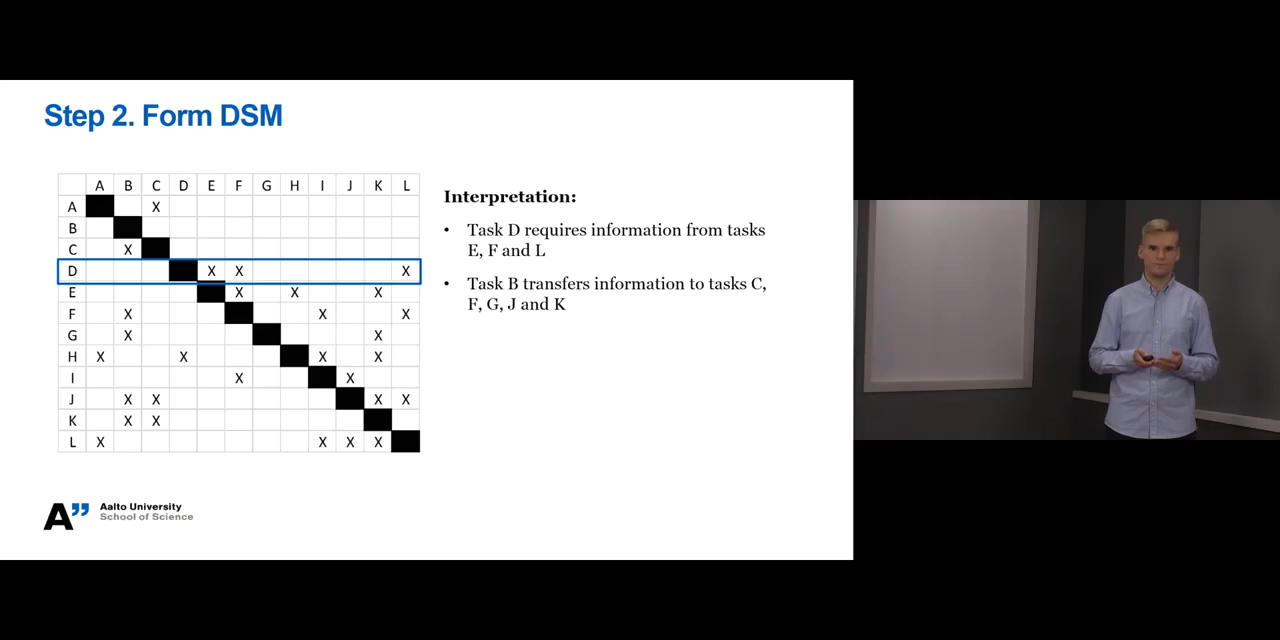 Step 2. Form DSM
A B C D E F G H I J K L
A X
B
C X
D X X X
E X X X
F X X X
G X X
H X X X X
I X X
J X X X X
K X X
L X X X X
Interpretation:
• Task D requires information from tasks
E, F and L
• Task B transfers information to tasks C,
F, G, J and K
A”
Aalto University
School of Science